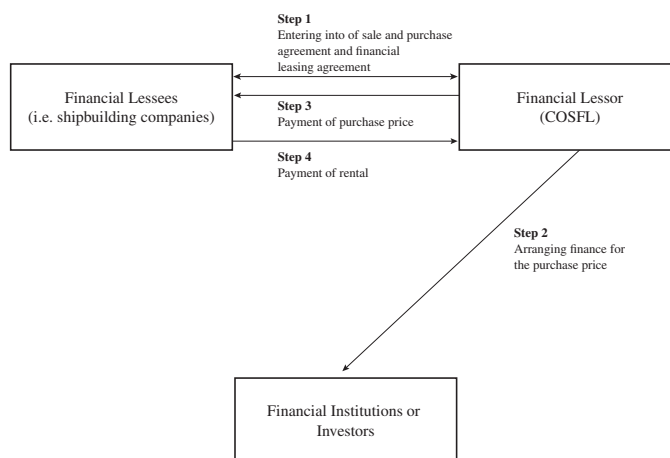 Step 1
Entering into of sale and purchase
agreement and financial
leasing agreement
Financial Lessees
(i.e. shipbuilding companies)
Financial Lessor
(COSFL)
Step 3
Payment of purchase price
Step 4
Payment of rental
Step 2
Arranging finance for
the purchase price
Financial Institutions or
Investors